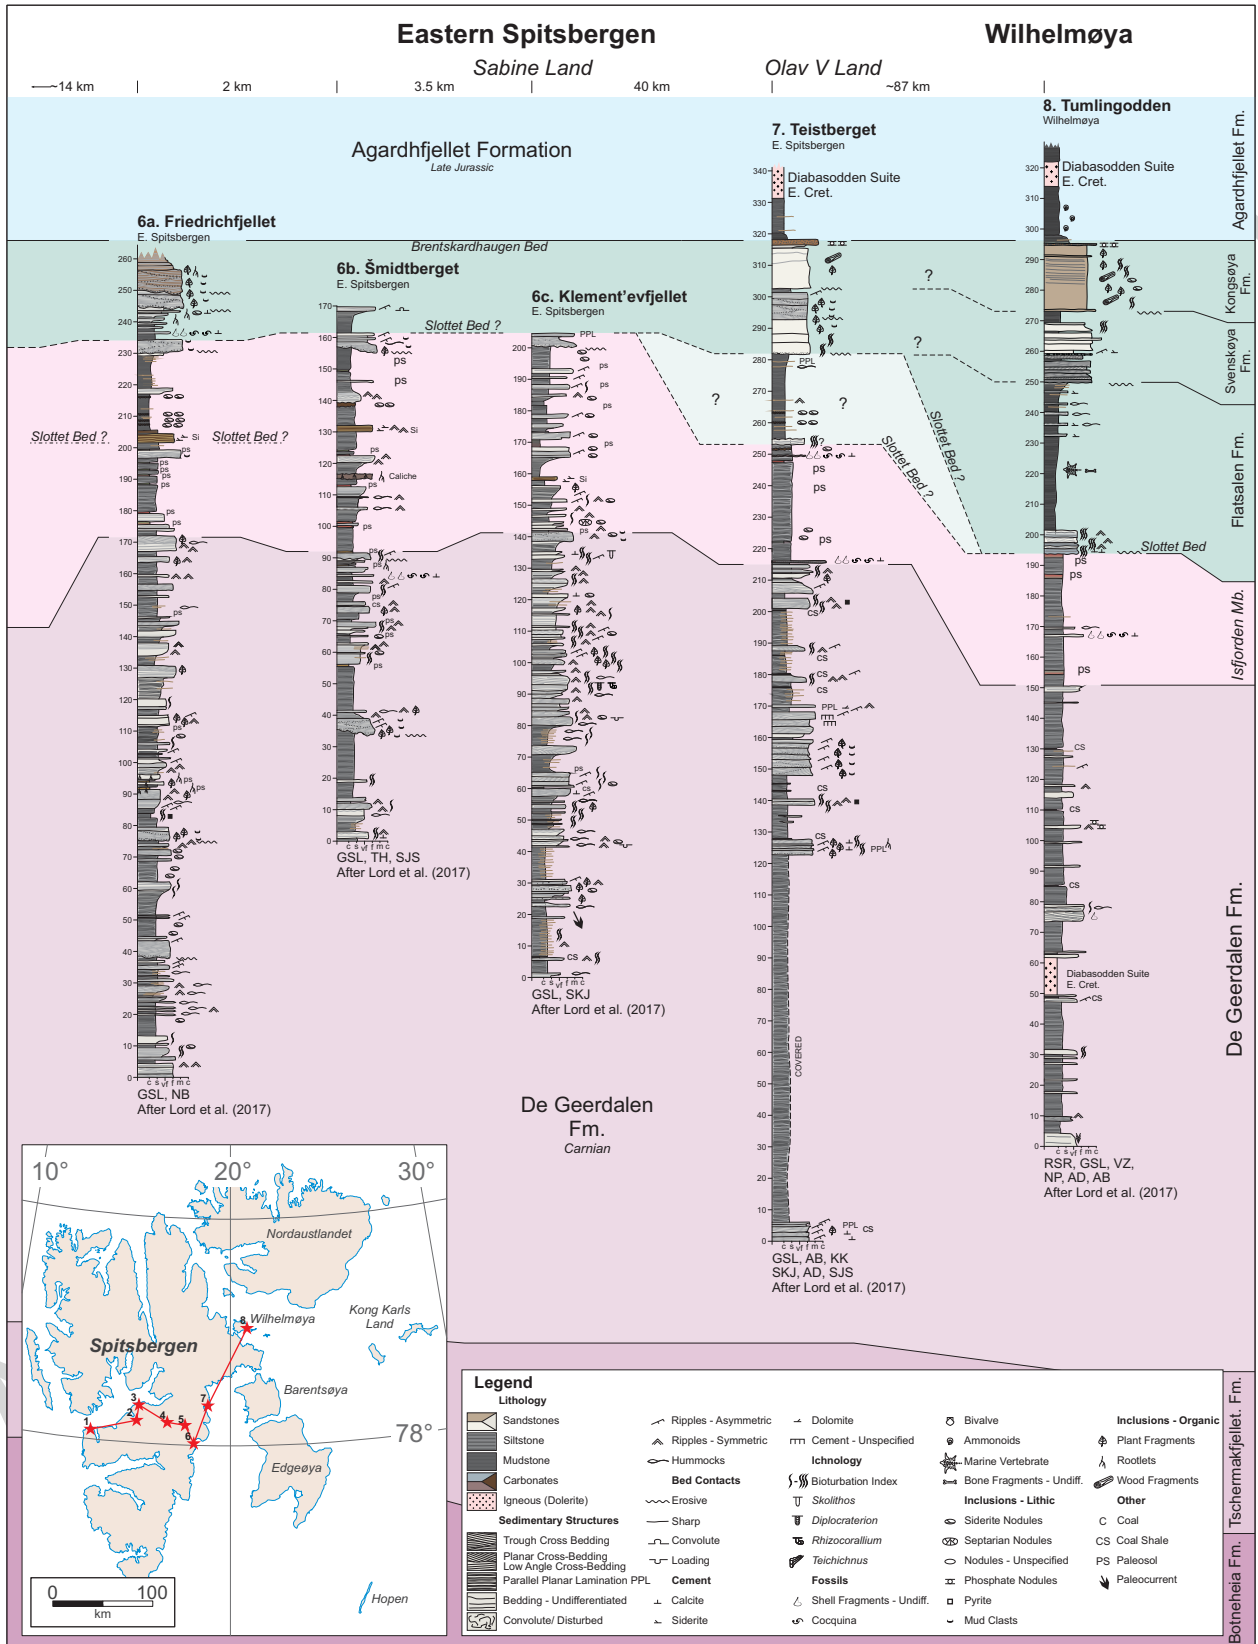 Eastern Spitsbergen
Wilhelmøya
Sabine Land
Olav V Land
~14 km
2 km
3.5 km
40 km
~87 km
8. Tumlingodden
Wilhelmøya
7. Teistberget
E. Spitsbergen
Agardhfjellet Formation
Late Jurassic
Diabasodden Suite
E. Cret.
Diabasodden Suite
E. Cret.
Agardhfjellet Fm.
6a. Friedrichfjellet
E. Spitsbergen
Brentskardhaugen Bed
6b. Šmidtberget
E. Spitsbergen
6c. Klement'evfjellet
E. Spitsbergen
Slottet Bed ?
Kongsøya
Fm.
Svenskøya
Fm.
Slottet Bed ?
Slottet Bed ?
Slottet Bed ?
Slottet Bed ?
Slottet Bed
Flatsalen Fm.
Isfjorden Mb.
Caliche
COVERED
Diabasodden Suite
E. Cret.
De Geerdalen Fm.
GSL, TH, SJS
After Lord et al. (2017)
GSL, SKJ
After Lord et al. (2017)
GSL, NB
After Lord et al. (2017)
De Geerdalen
Fm.
Carnian
RSR, GSL, VZ,
NP, AD, AB
After Lord et al. (2017)
GSL, AB, KK
SKJ, AD, SJS
After Lord et al. (2017)
10°
20°
30°
Nordaustlandet
Wilhelmøya
Kong Karls
Land
Spitsbergen
Barentsøya
78°
Edgeøya
Hopen
1
2
3
4
5
6
7
8
0
100
km
Tschermakfjellet. Fm.
Botneheia Fm.
Legend
Lithology
Sandstones
Siltstone
Mudstone
Carbonates
Igneous (Dolerite)
Sedimentary Structures
Trough Cross Bedding
Planar Cross-Bedding
Low Angle Cross-Bedding
Parallel Planar Lamination PPL
Bedding - Undifferentiated
Convolute/ Disturbed
Ripples - Asymmetric
Ripples - Symmetric
Hummocks
Bed Contacts
Erosive
Sharp
Convolute
Loading
Cement
Calcite
Siderite
Dolomite
Cement - Unspecified
Ichnology
Bioturbation Index
Skolithos
Diplocraterion
Rhizocorallium
Teichichnus
Fossils
Shell Fragments - Undiff.
Cocquina
Bivalve
Ammonoids
Marine Vertebrate
Bone Fragments - Undiff.
Inclusions - Lithic
Siderite Nodules
Septarian Nodules
Nodules - Unspecified
Phosphate Nodules
Pyrite
Mud Clasts
Inclusions - Organic
Plant Fragments
Rootlets
Wood Fragments
Other
C Coal
CS Coal Shale
PS Paleosol
Paleocurrent